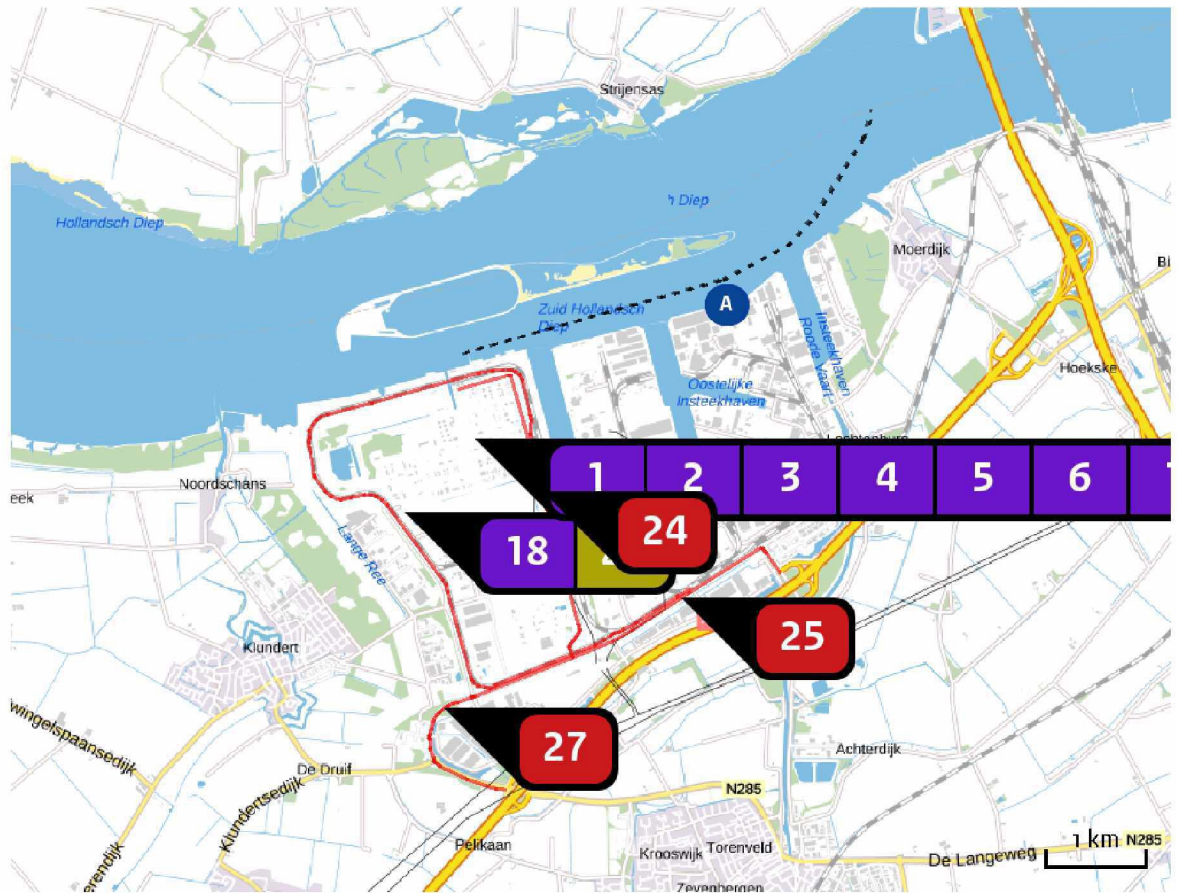 Strijensas
Hollandsch Diep
h Diep
Moerdijk
A
Zuid Hollandsch
Diep
Insteekhaven
Roode Vaart
Hoekske
Oostelijke
Insteekhaven
Noordschans
eek
1 2 3 4 5 6
24
18
Lange Ree
25
Klundert
27
De Druif
Achterdijk
N285
Klundertsedijk
Pelikaan
Krooswijk
Torenveld
De Langeweg
1 km
N285
Zevenbergen